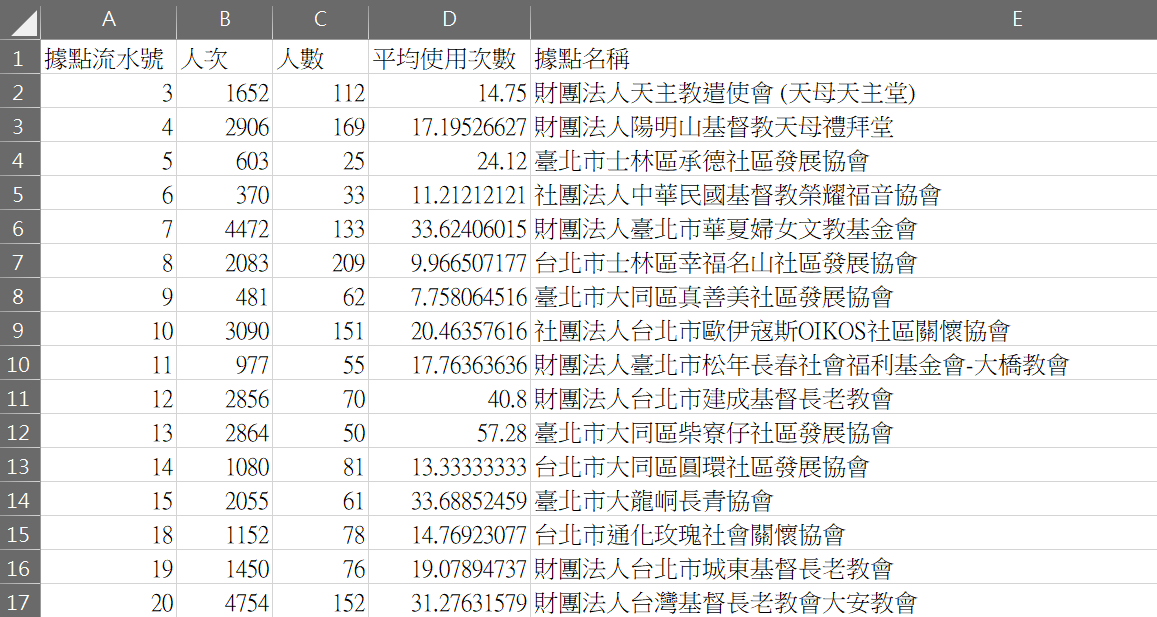 A B C D E
1 據點流水號 人次 人數 平均使用次數 據點名稱
2 3 1652 112 14.75 財團法人天主教遣使會 (天母天主堂)
3 4 2906 169 17.19526627 財團法人陽明山基督教天母禮拜堂
4 5 603 25 24.12 臺北市士林區承德社區發展協會
5 6 370 33 11.21212121 社團法人中華民國基督教榮耀福音協會
6 7 4472 133 33.62406015 財團法人臺北市華夏婦女文教基金會
7 8 2083 209 9.966507177 台北市士林區幸福名山社區發展協會
8 9 481 62 7.758064516 臺北市大同區真善美社區發展協會
9 10 3090 151 20.46357616 社團法人台北市歐伊寇斯OIKOS社區關懷協會
10 11 977 55 17.76363636 財團法人臺北市松年長春社會福利基金會-大橋教會
11 12 2856 70 40.8 財團法人台北市建成基督長老教會
12 13 2864 50 57.28 臺北市大同區柴寮仔社區發展協會
13 14 1080 81 13.33333333 台北市大同區圓環社區發展協會
14 15 2055 61 33.68852459 臺北市大龍峒長青協會
15 18 1152 78 14.76923077 台北市通化玫瑰社會關懷協會
16 19 1450 76 19.07894737 財團法人台北市城東基督長老教會
17 20 4754 152 31.27631579 財團法人台灣基督長老教會大安教會